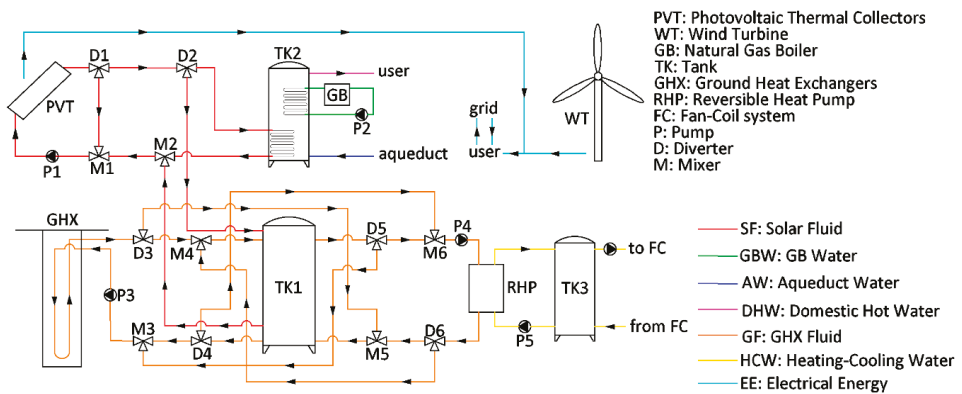 PVT: Photovoltaic Thermal Collectors
WT: Wind Turbine
GB: Natural Gas Boiler
TK: Tank
GHX: Ground Heat Exchangers
RHP: Reversible Heat Pump
FC: Fan-Coil system
P: Pump
D: Diverter
M: Mixer
D1
D2
TK2
user
PVT
GB
P2
grid
WT
user
aqueduct
P1
M1
M2
GHX
D3
M4
D5
M6
P4
to FC
P3
TK1
RHP
TK3
M3
D4
M5
D6
P5
from FC
SF: Solar Fluid
GBW: GB Water
AW: Aqueduct Water
DHW: Domestic Hot Water
GF: GHX Fluid
HCW: Heating-Cooling Water
EE: Electrical Energy